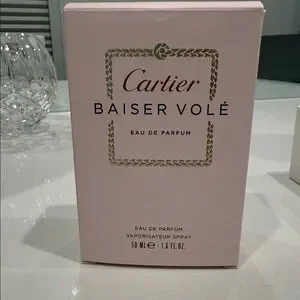 Cartier
BAISER VOLÉ
EAU DE PARFUM
EAU DE PARFUM
VAPORISATEUR SPRAY
50 ML ℮ - 1.6 FL.OZ.